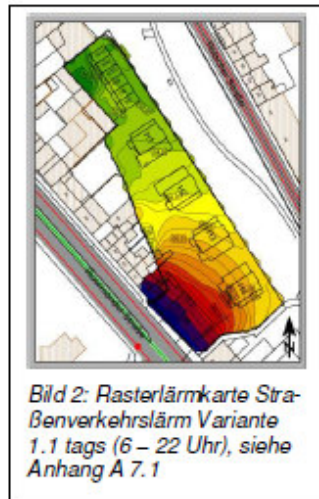 Bild 2: Rasterlärmkarte Stra-
ßenverkehrslärm Variante
1.1 tags (6 – 22 Uhr), siehe
Anhang A 7.1